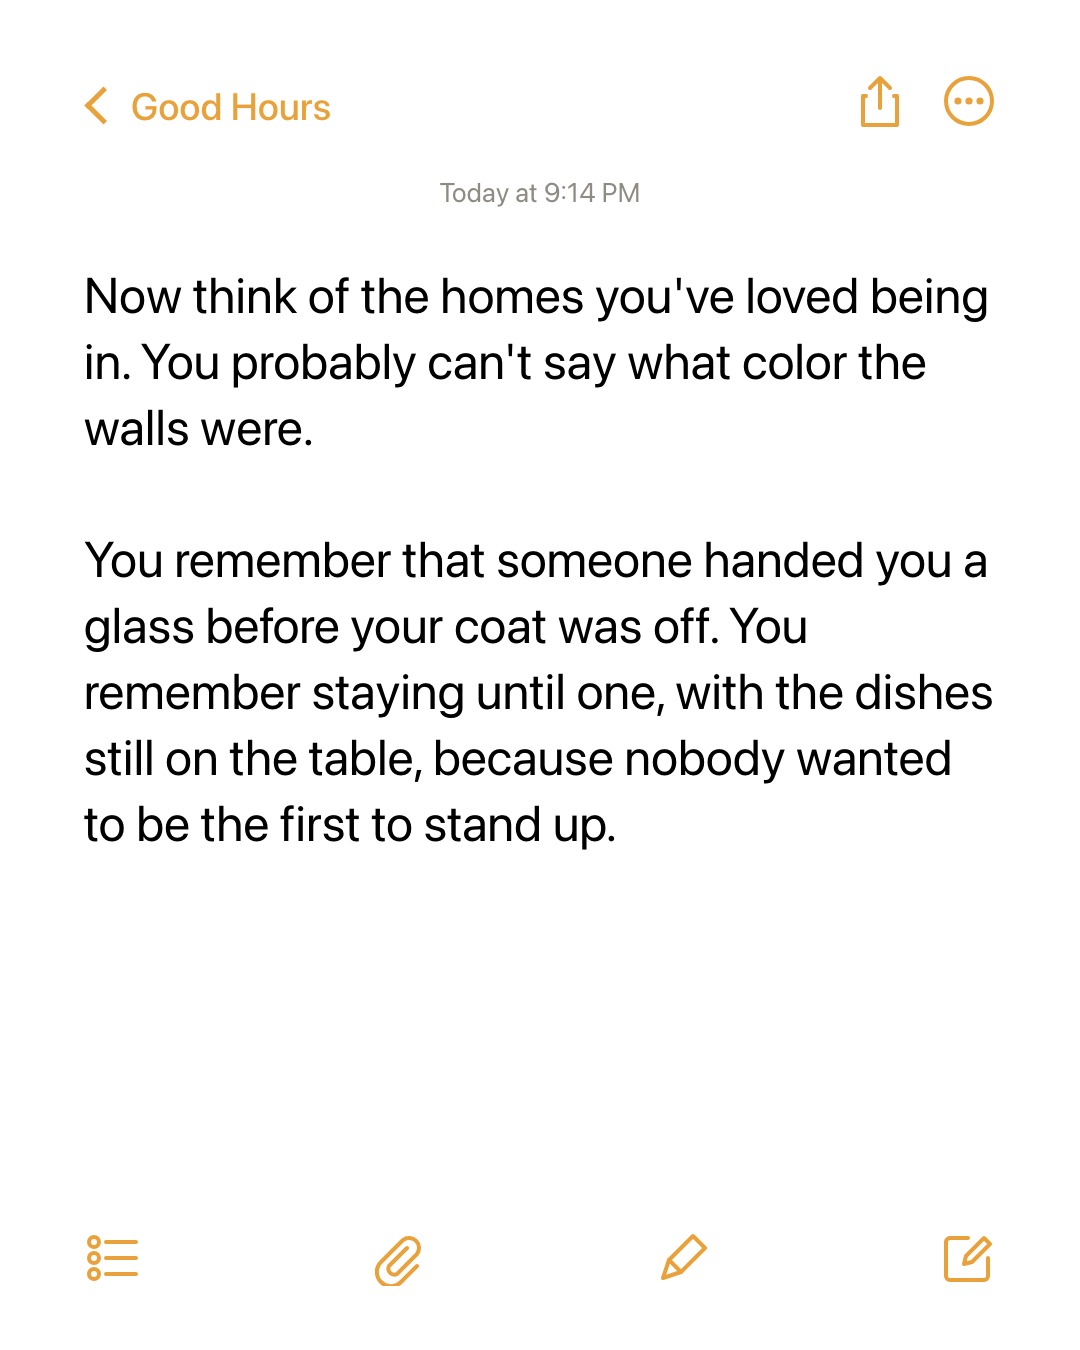 Good Hours
Today at 9:14 PM
Now think of the homes you've loved being
in. You probably can't say what color the
walls were.
You remember that someone handed you a
glass before your coat was off. You
remember staying until one, with the dishes
still on the table, because nobody wanted
to be the first to stand up.